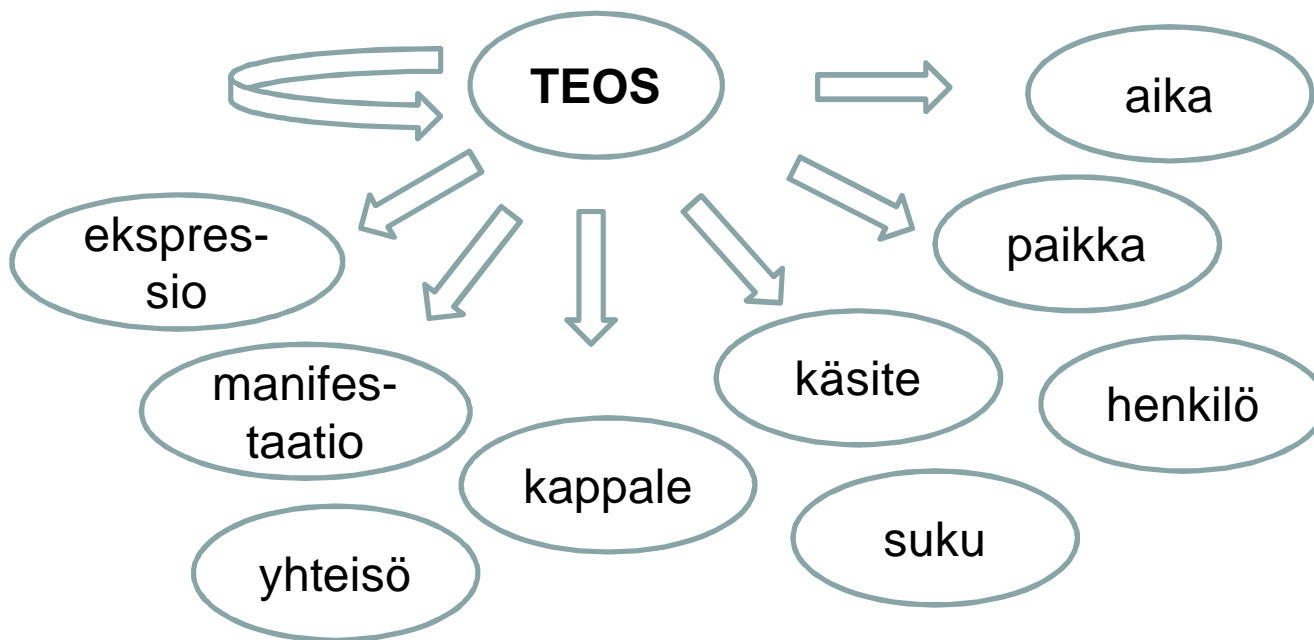 TEOS
aika
ekspres-
sio
paikka
manifes-
taatio
käsite
henkilö
kappale
suku
yhteisö